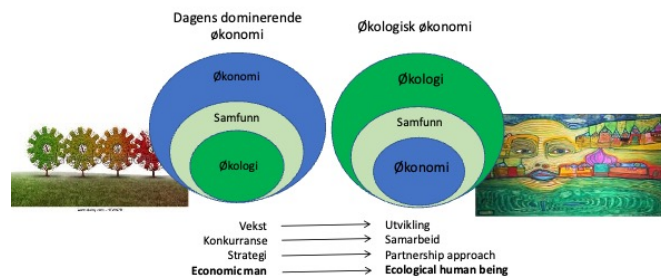 Dagens dominerende
økonomi
Økologisk økonomi
Økonomi
Samfunn
Økologi
Økologi
Samfunn
Økonomi
Vekst Utvikling
Konkurranse Samarbeid
Strategi Partnership approach
Economic man Ecological human being